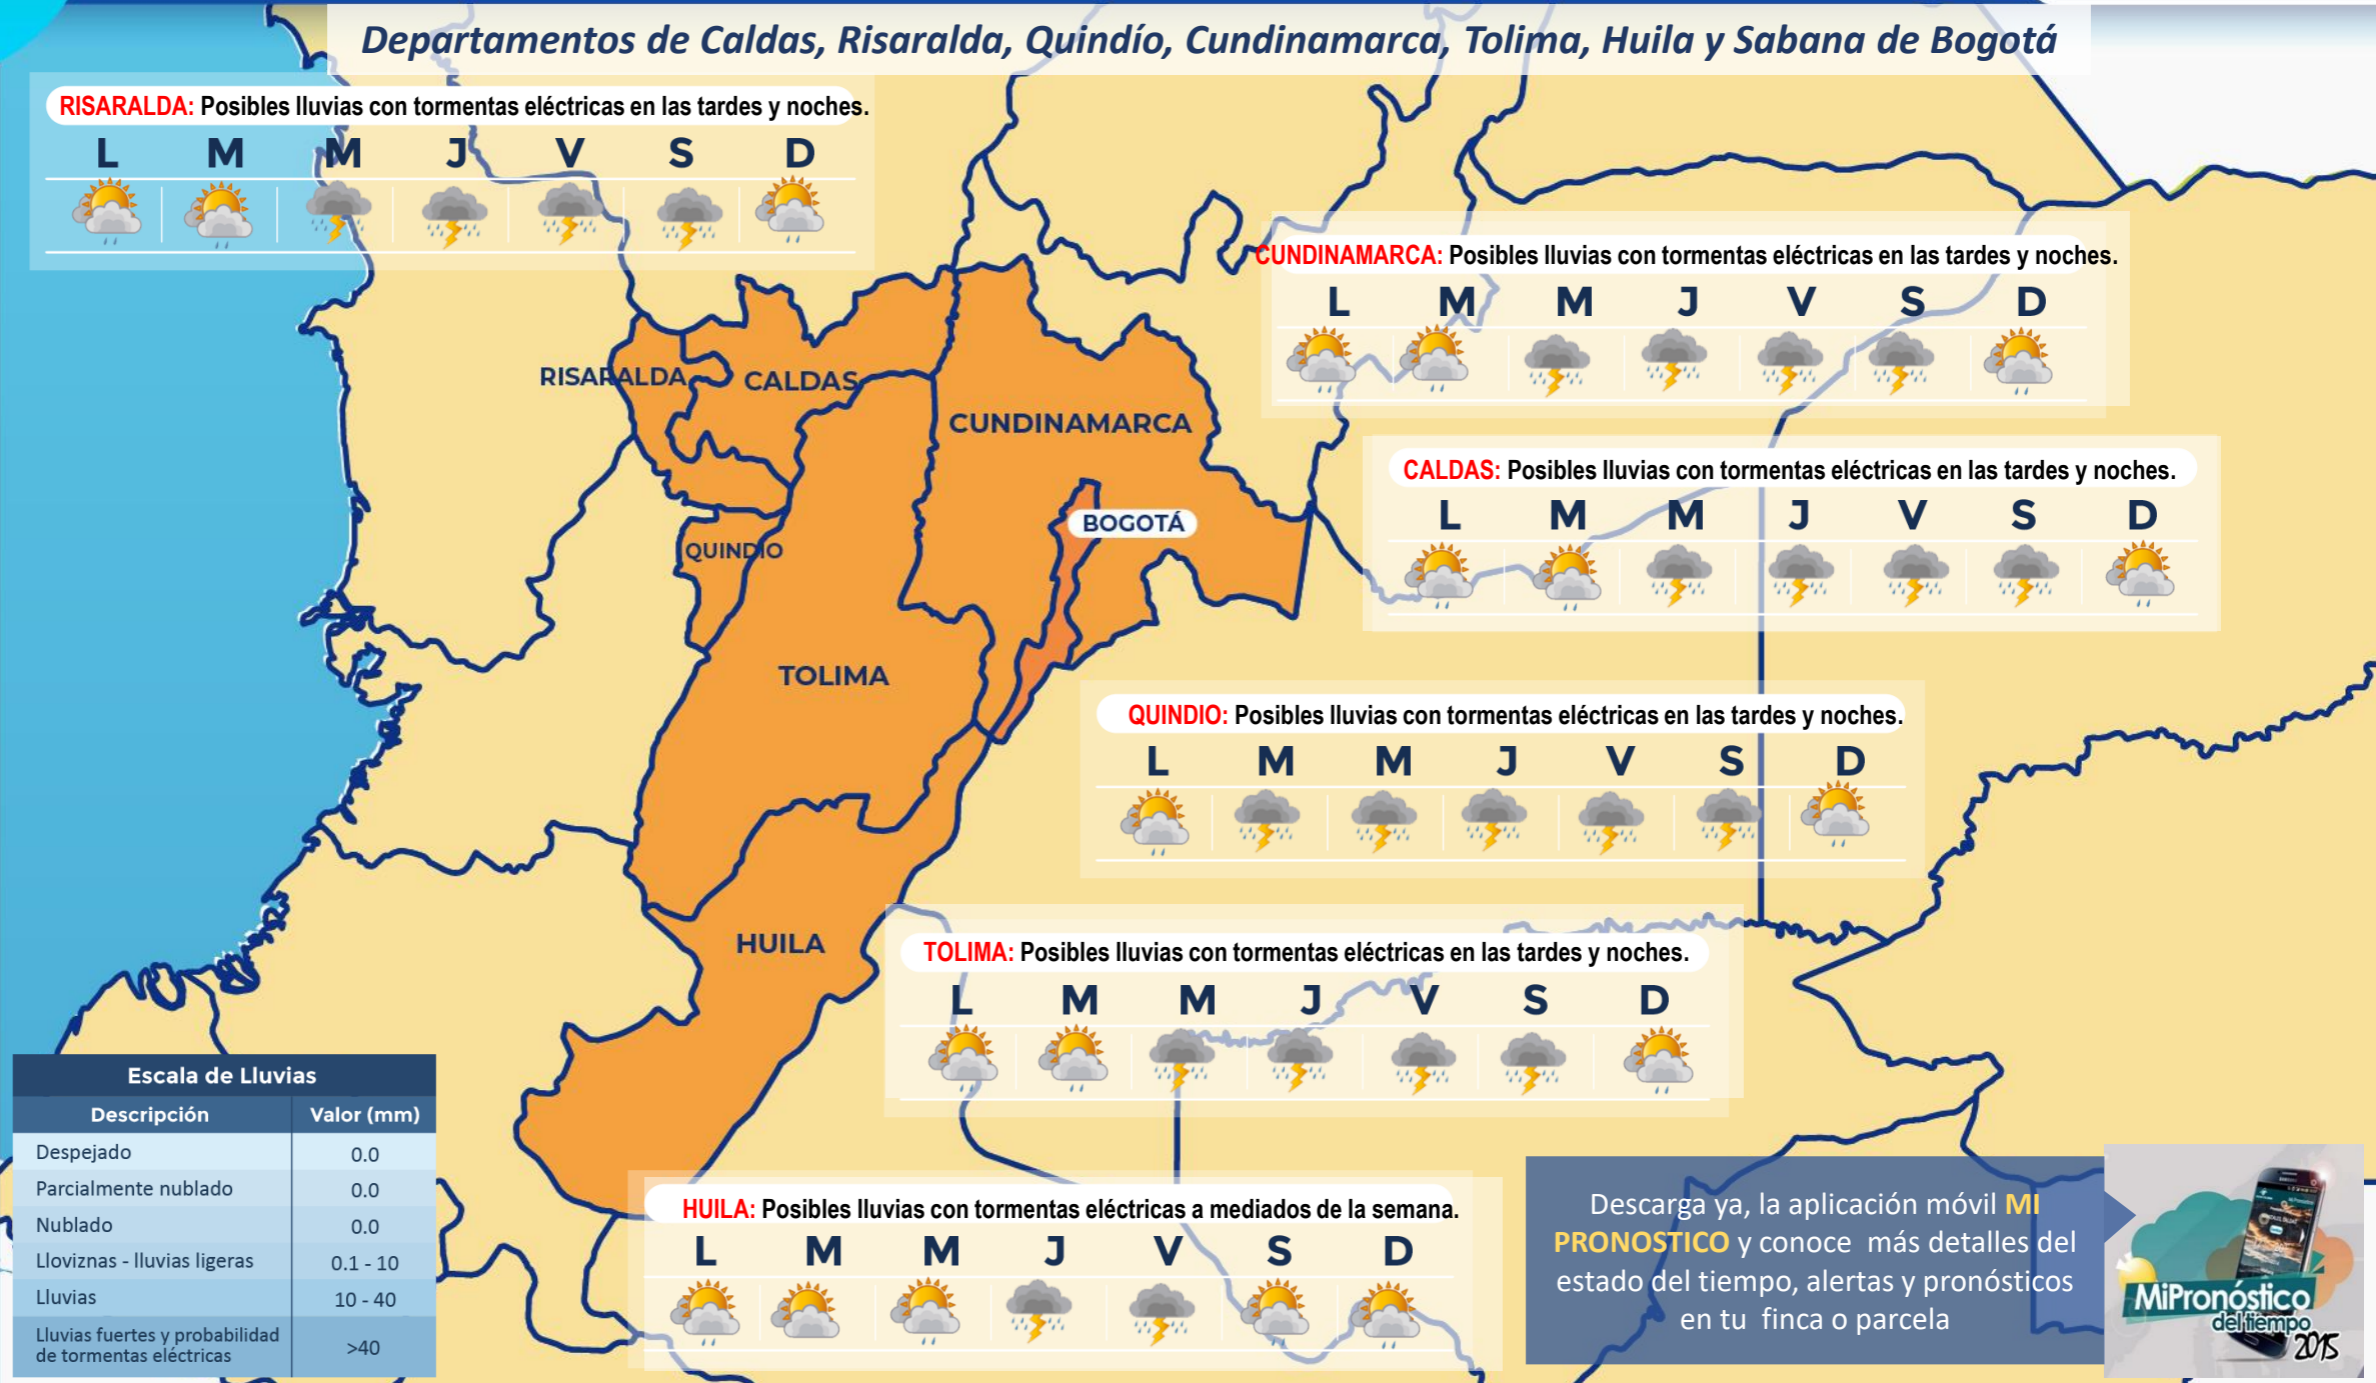 Departamentos de Caldas, Risaralda, Quindío, Cundinamarca, Tolima, Huila y Sabana de Bogotá
RISARALDA: Posibles lluvias con tormentas eléctricas en las tardes y noches.
L M M J V S D
CUNDINAMARCA: Posibles lluvias con tormentas eléctricas en las tardes y noches.
L M M J V S D
RISARALDA
CALDAS
CUNDINAMARCA
BOGOTÁ
QUINDIO
TOLIMA
HUILA
CALDAS: Posibles lluvias con tormentas eléctricas en las tardes y noches.
L M M J V S D
QUINDIO: Posibles lluvias con tormentas eléctricas en las tardes y noches.
L M M J V S D
TOLIMA: Posibles lluvias con tormentas eléctricas en las tardes y noches.
L M M J V S D
HUILA: Posibles lluvias con tormentas eléctricas a mediados de la semana.
L M M J V S D
Escala de Lluvias
Descripción Valor (mm)
Despejado 0.0
Parcialmente nublado 0.0
Nublado 0.0
Lloviznas - lluvias ligeras 0.1 - 10
Lluvias 10 - 40
Lluvias fuertes y probabilidad
de tormentas eléctricas >40
Descarga ya, la aplicación móvil MI
PRONOSTICO y conoce más detalles del
estado del tiempo, alertas y pronósticos
en tu finca o parcela
MiPronóstico
del tiempo
2015